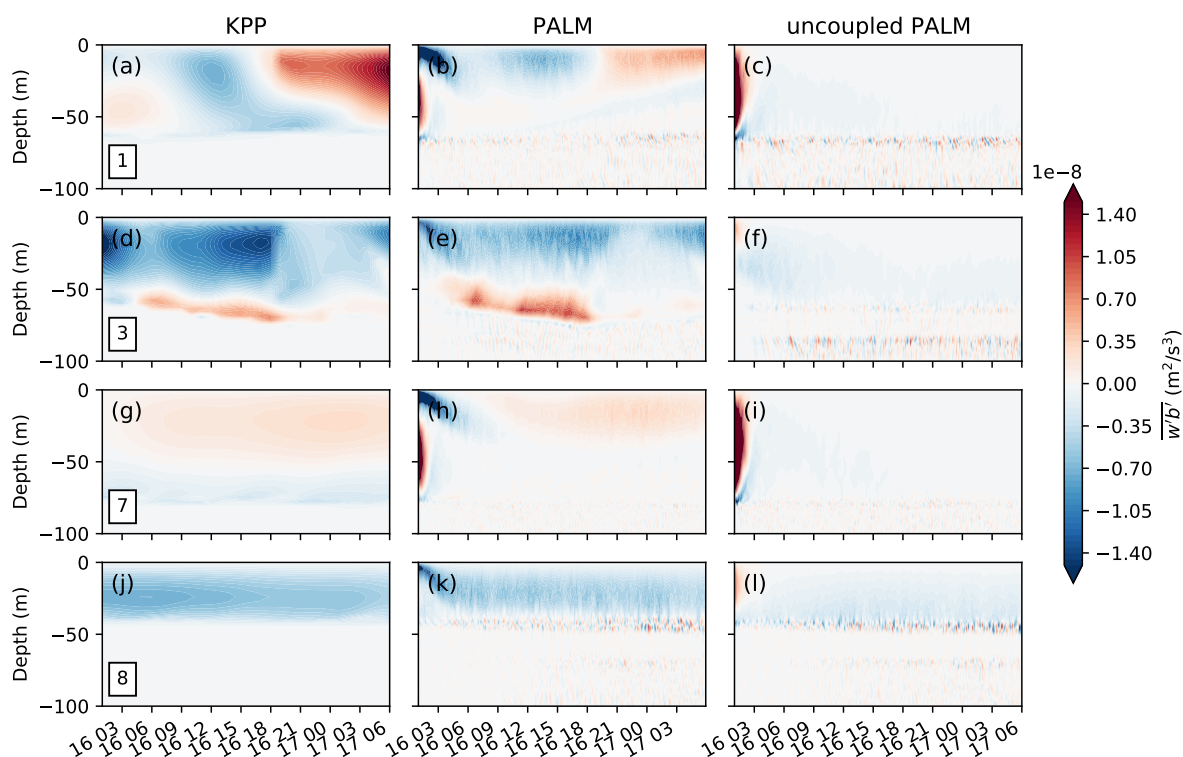 KPP PALM uncoupled PALM
0
(a) (b) (c)
Depth (m)
−50
1
−100
1e−8
0
(d) (e) (f)
Depth (m)
−50
3
−100
1.40
1.05
0.70
0.35
0.00
−0.35
−0.70
−1.05
−1.40
w′b′ (m²/s³)
0
(g) (h) (i)
Depth (m)
−50
7
−100
0
(j) (k) (l)
Depth (m)
−50
8
−100
16 03 16 06 16 09 16 12 16 15 16 18 16 21 17 00 17 03 17 06
16 03 16 06 16 09 16 12 16 15 16 18 16 21 17 00 17 03
16 03 16 06 16 09 16 12 16 15 16 18 16 21 17 00 17 03 17 06